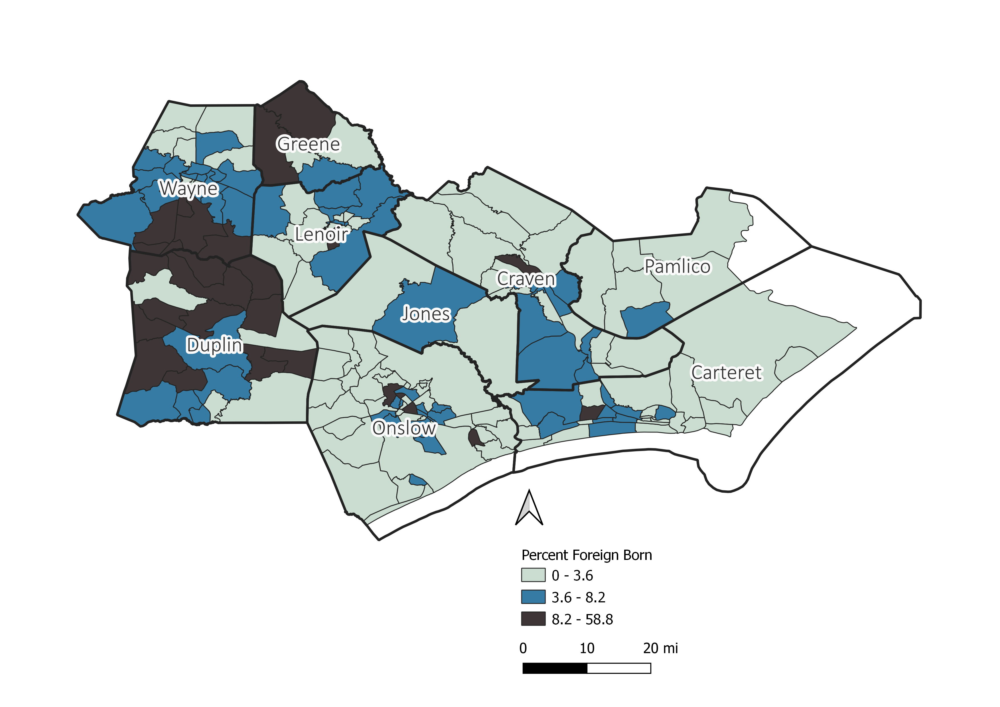 Greene
Wayne
Lenoir
Pamlico
Craven
Jones
Duplin
Carteret
Onslow
Percent Foreign Born
0 - 3.6
3.6 - 8.2
8.2 - 58.8
0 10 20 mi